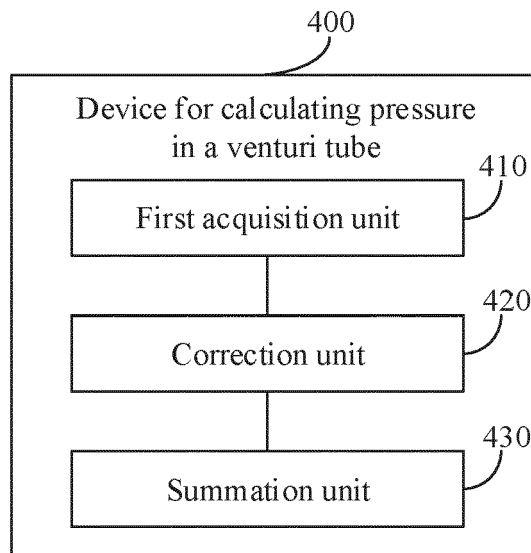 400
Device for calculating pressure
in a venturi tube
410
First acquisition unit
420
Correction unit
430
Summation unit